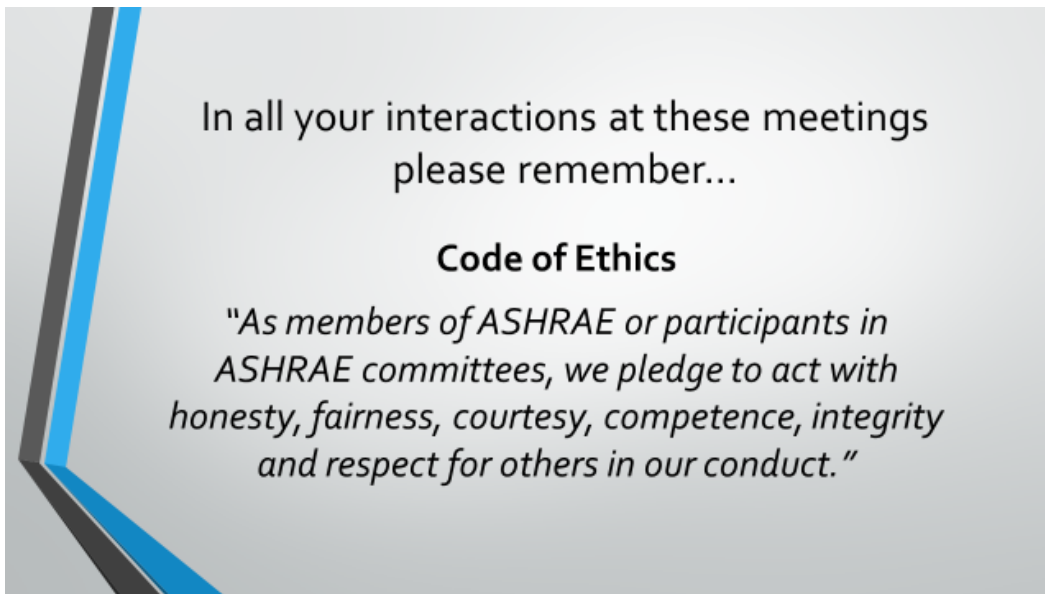 In all your interactions at these meetings
please remember…
Code of Ethics
“As members of ASHRAE or participants in
ASHRAE committees, we pledge to act with
honesty, fairness, courtesy, competence, integrity
and respect for others in our conduct.”